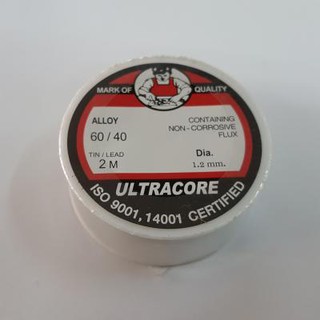 MARK OF QUALITY
ALLOY
60 / 40
TIN / LEAD
2 M
CONTAINING
NON - CORROSIVE
FLUX
Dia.
1.2 mm.
ULTRACORE
ISO 9001, 14001 CERTIFIED